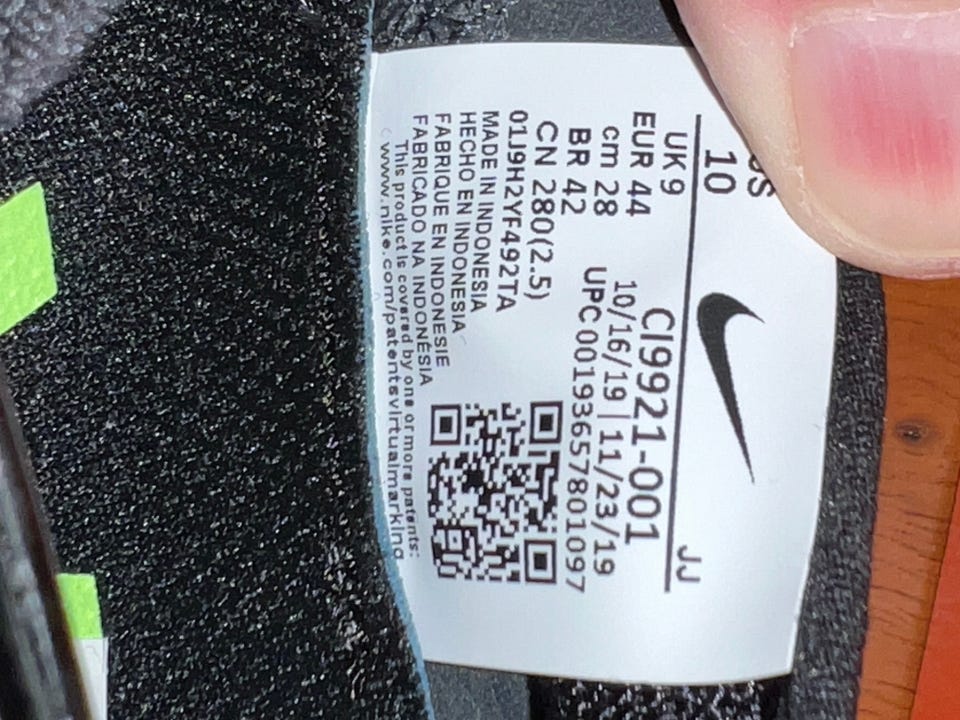 US
10
JJ
UK 9
EUR 44
cm 28
BR 42
CN 280(2.5)
CI9921-001
10/16/19 | 11/23/19
UPC 00193657801097
01J9H2YF492TA
MADE IN INDONESIA
HECHO EN INDONESIA
FABRIQUE EN INDONESIE
FABRICADO NA INDONÉSIA
This product is covered by one or more patents:
www.nike.com/patentsvirtualmarking